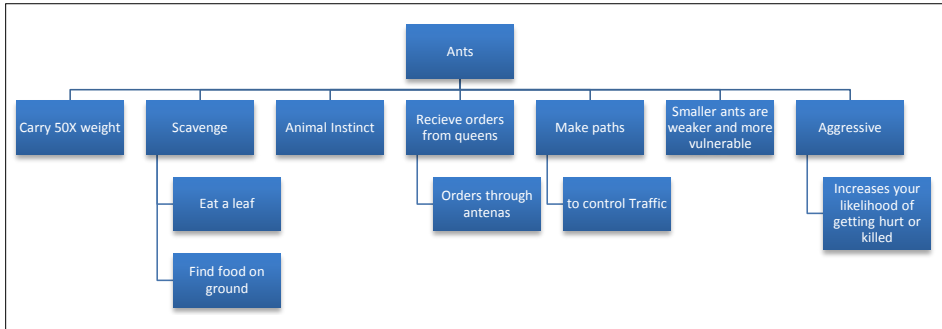 Ants
Carry 50X weight
Scavenge
Animal Instinct
Recieve orders
from queens
Make paths
Smaller ants are
weaker and more
vulnerable
Aggressive
Eat a leaf
Orders through
antenas
to control Traffic
Increases your
likelihood of
getting hurt or
killed
Find food on
ground